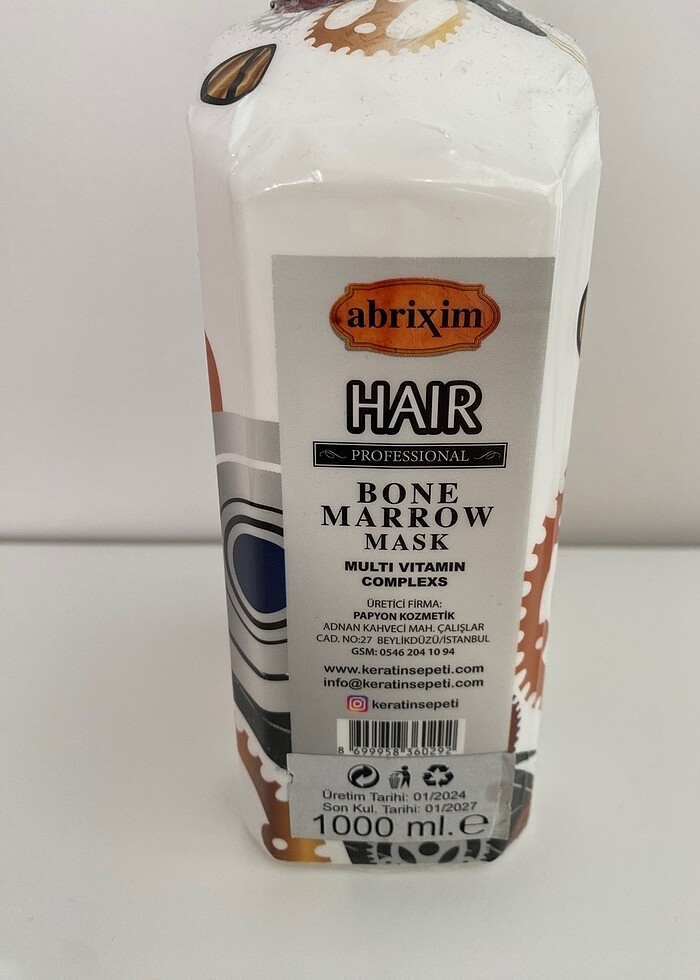 abrixim
HAIR
PROFESSIONAL
BONE
MARROW
MASK
MULTI VITAMIN
COMPLEXS
ÜRETİCİ FİRMA:
PAPYON KOZMETİK
ADNAN KAHVECİ MAH. ÇALIŞLAR
CAD. NO:27 BEYLİKDÜZÜ/İSTANBUL
GSM: 0546 204 10 94
www.keratinsepeti.com
info@keratinsepeti.com
keratinsepeti
8 699958 360292
Üretim Tarihi: 01/2024
Son Kul. Tarihi: 01/2027
1000 ml. e